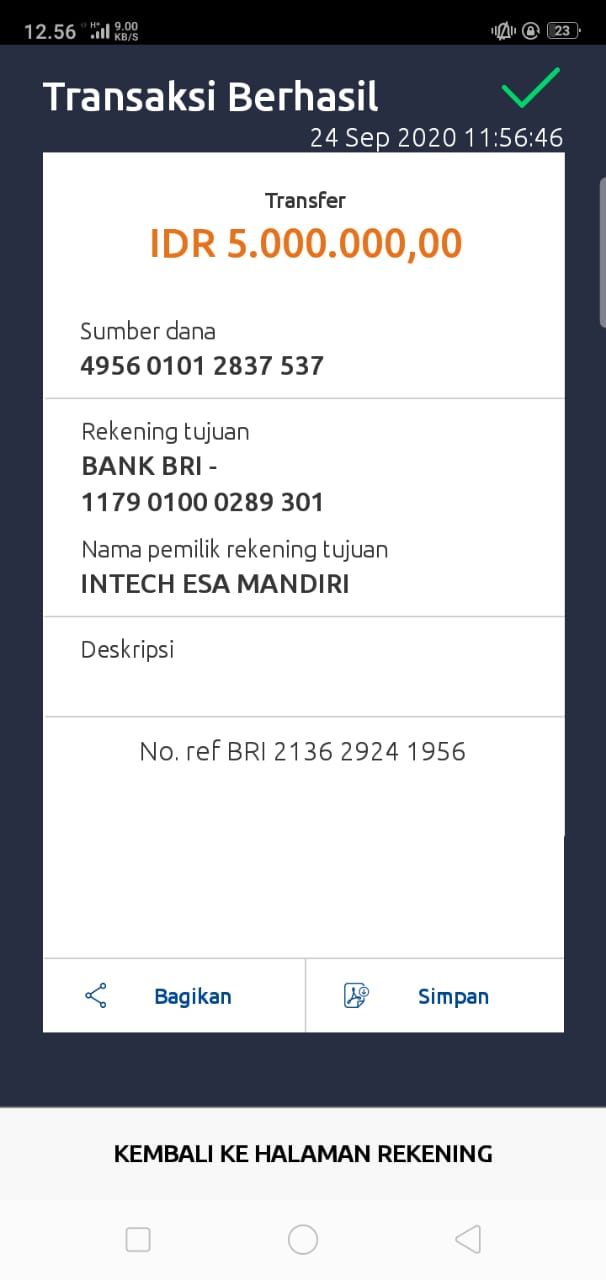 12.56 H+ 9.00
KB/S
23
Transaksi Berhasil
24 Sep 2020 11:56:46
Transfer
IDR 5.000.000,00
Sumber dana
4956 0101 2837 537
Rekening tujuan
BANK BRI -
1179 0100 0289 301
Nama pemilik rekening tujuan
INTECH ESA MANDIRI
Deskripsi
No. ref BRI 2136 2924 1956
Bagikan
Simpan
KEMBALI KE HALAMAN REKENING